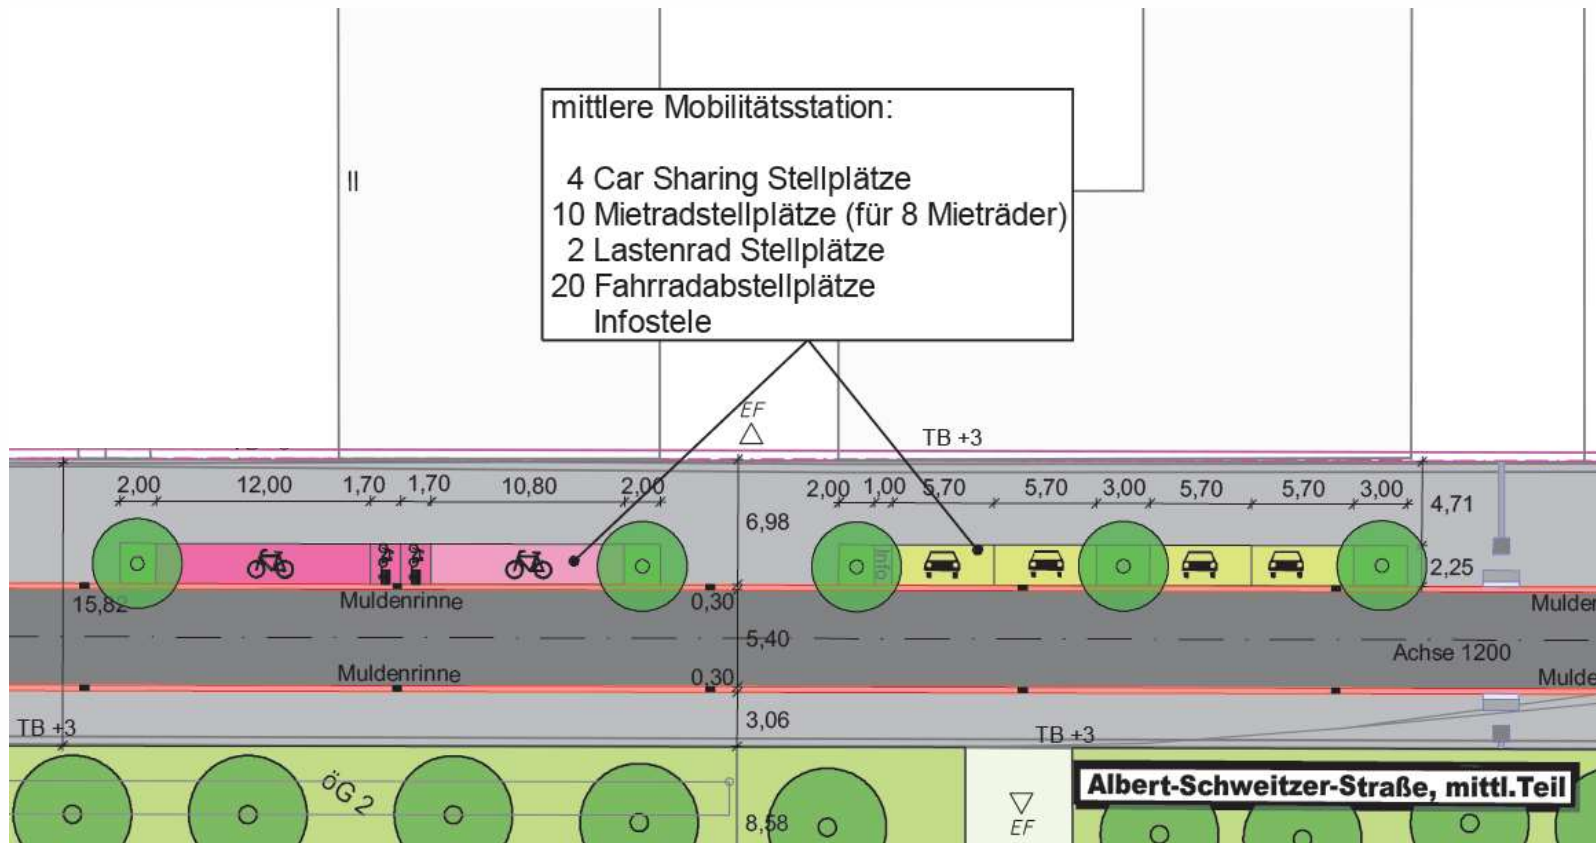 mittlere Mobilitätsstation:
4 Car Sharing Stellplätze
10 Mietradstellplätze (für 8 Mieträder)
2 Lastenrad Stellplätze
20 Fahrradabstellplätze
Infostele
II
EF
TB +3
2,00 12,00 1,70 1,70 10,80 2,00
2,00 1,00 5,70 5,70 3,00 5,70 5,70 3,00
4,71
6,98
Info
2,25
15,82
Muldenrinne
0,30
Mulden
5,40
Achse 1200
Muldenrinne
0,30
Mulde
3,06
TB +3
TB +3
öG 2
Albert-Schweitzer-Straße, mittl.Teil
8,58
EF